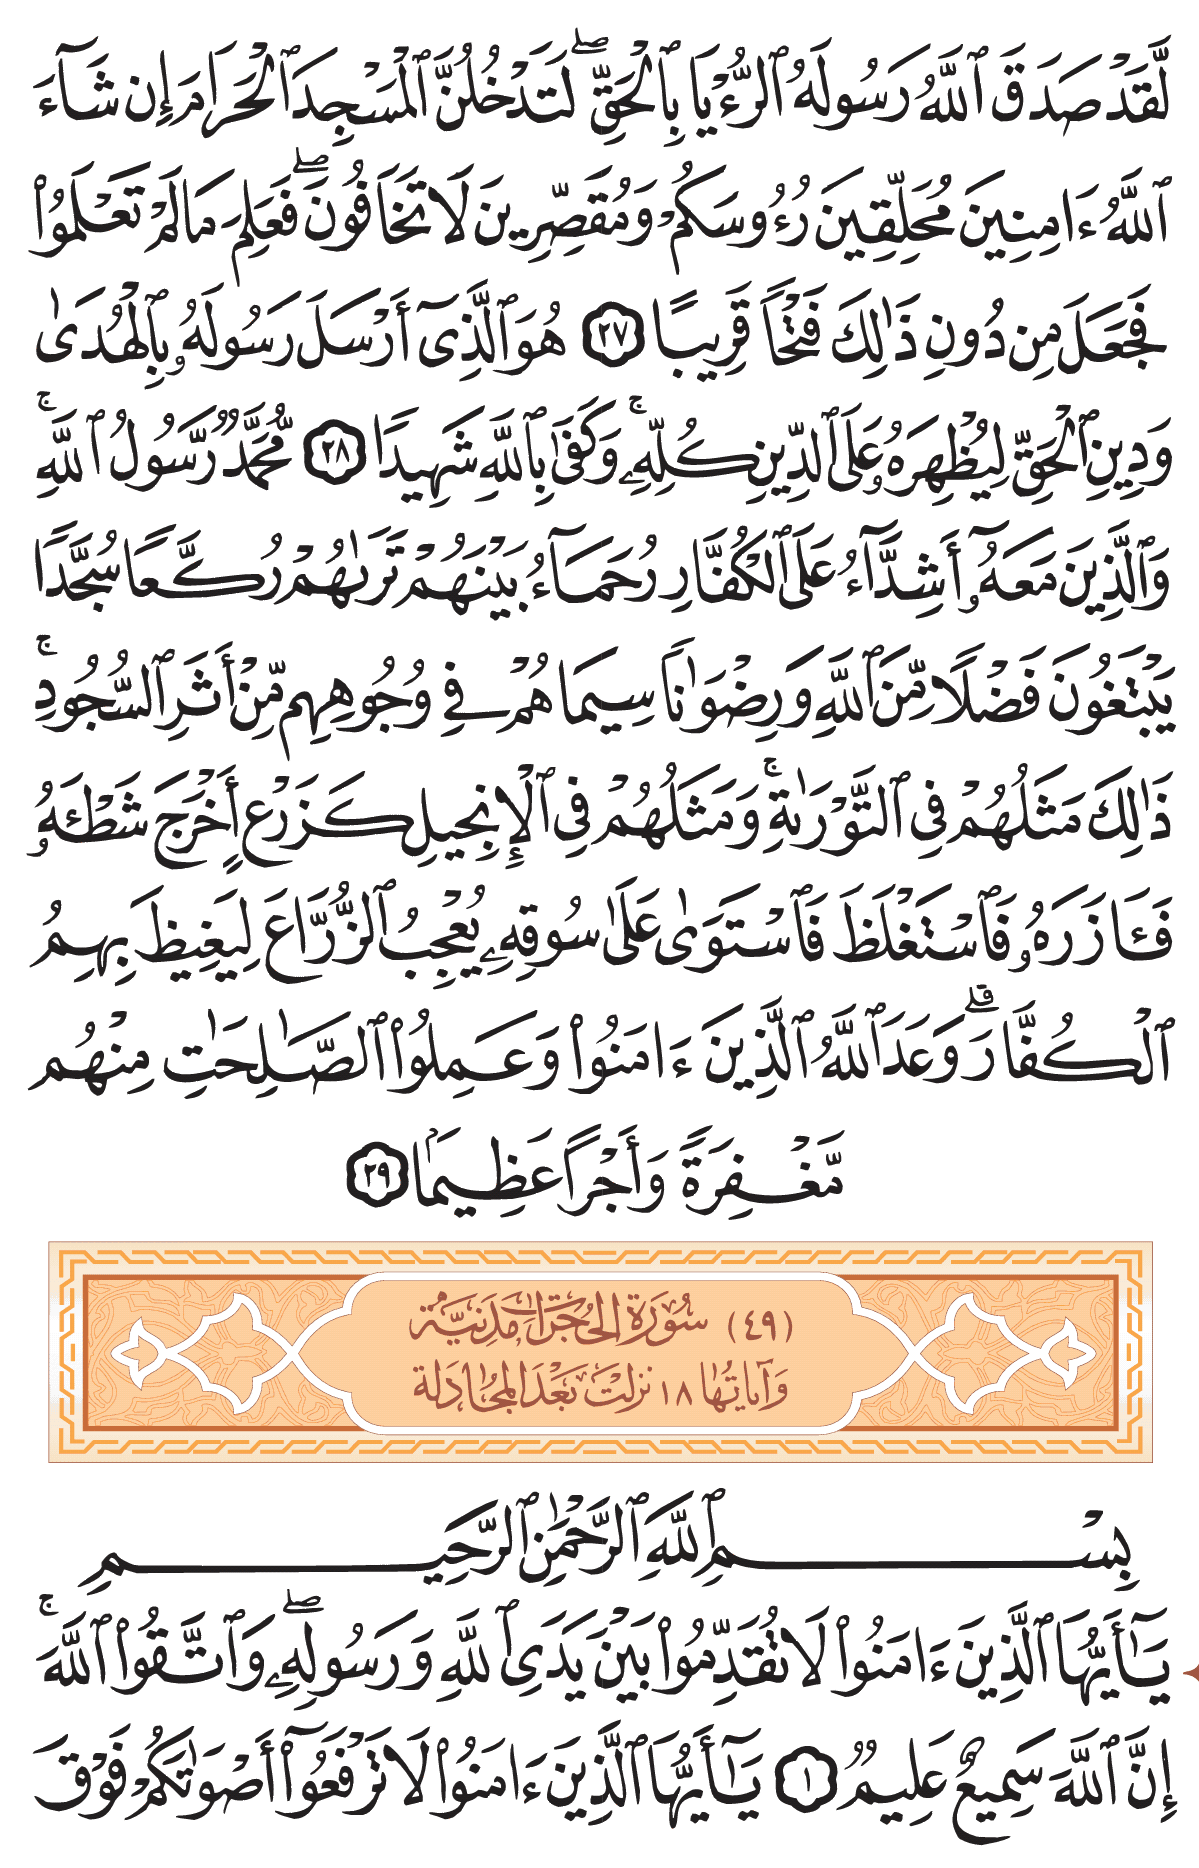 لَّقَدْ صَدَقَ ٱللَّهُ رَسُولَهُ ٱلرُّءْيَا بِٱلْحَقِّۖ لَتَدْخُلُنَّ ٱلْمَسْجِدَ ٱلْحَرَامَ إِن شَآءَ
ٱللَّهُ ءَامِنِينَ مُحَلِّقِينَ رُءُوسَكُمْ وَمُقَصِّرِينَ لَا تَخَافُونَۖ فَعَلِمَ مَا لَمْ تَعْلَمُوا۟
فَجَعَلَ مِن دُونِ ذَٰلِكَ فَتْحًا قَرِيبًا ٢٧ هُوَ ٱلَّذِىٓ أَرْسَلَ رَسُولَهُۥ بِٱلْهُدَىٰ
وَدِينِ ٱلْحَقِّ لِيُظْهِرَهُۥ عَلَى ٱلدِّينِ كُلِّهِۦۚ وَكَفَىٰ بِٱللَّهِ شَهِيدًا ٢٨ مُّحَمَّدٌ رَّسُولُ ٱللَّهِۚ
وَٱلَّذِينَ مَعَهُۥٓ أَشِدَّآءُ عَلَى ٱلْكُفَّارِ رُحَمَآءُ بَيْنَهُمْ تَرَىٰهُمْ رُكَّعًا سُجَّدًا
يَبْتَغُونَ فَضْلًا مِّنَ ٱللَّهِ وَرِضْوَٰنًا سِيمَاهُمْ فِى وُجُوهِهِم مِّنْ أَثَرِ ٱلسُّجُودِۚ
ذَٰلِكَ مَثَلُهُمْ فِى ٱلتَّوْرَىٰةِۚ وَمَثَلُهُمْ فِى ٱلْإِنجِيلِ كَزَرْعٍ أَخْرَجَ شَطْـَٔهُۥ
فَـَٔازَرَهُۥ فَٱسْتَغْلَظَ فَٱسْتَوَىٰ عَلَىٰ سُوقِهِۦ يُعْجِبُ ٱلزُّرَّاعَ لِيَغِيظَ بِهِمُ
ٱلْكُفَّارَۗ وَعَدَ ٱللَّهُ ٱلَّذِينَ ءَامَنُوا۟ وَعَمِلُوا۟ ٱلصَّـٰلِحَـٰتِ مِنْهُم
مَّغْفِرَةً وَأَجْرًا عَظِيمًۢا ٢٩
(٤٩) سُورَةُ الحُجُرَاتِ مَدَنِيَّة
وَآيَاتُهَا ١٨ نَزَلَتْ بَعْدَ المُجَادَلَة
بِسْمِ ٱللَّهِ ٱلرَّحْمَٰنِ ٱلرَّحِيمِ
يَـٰٓأَيُّهَا ٱلَّذِينَ ءَامَنُوا۟ لَا تُقَدِّمُوا۟ بَيْنَ يَدَىِ ٱللَّهِ وَرَسُولِهِۦۖ وَٱتَّقُوا۟ ٱللَّهَۚ
إِنَّ ٱللَّهَ سَمِيعٌ عَلِيمٌ ١ يَـٰٓأَيُّهَا ٱلَّذِينَ ءَامَنُوا۟ لَا تَرْفَعُوٓا۟ أَصْوَٰتَكُمْ فَوْقَ